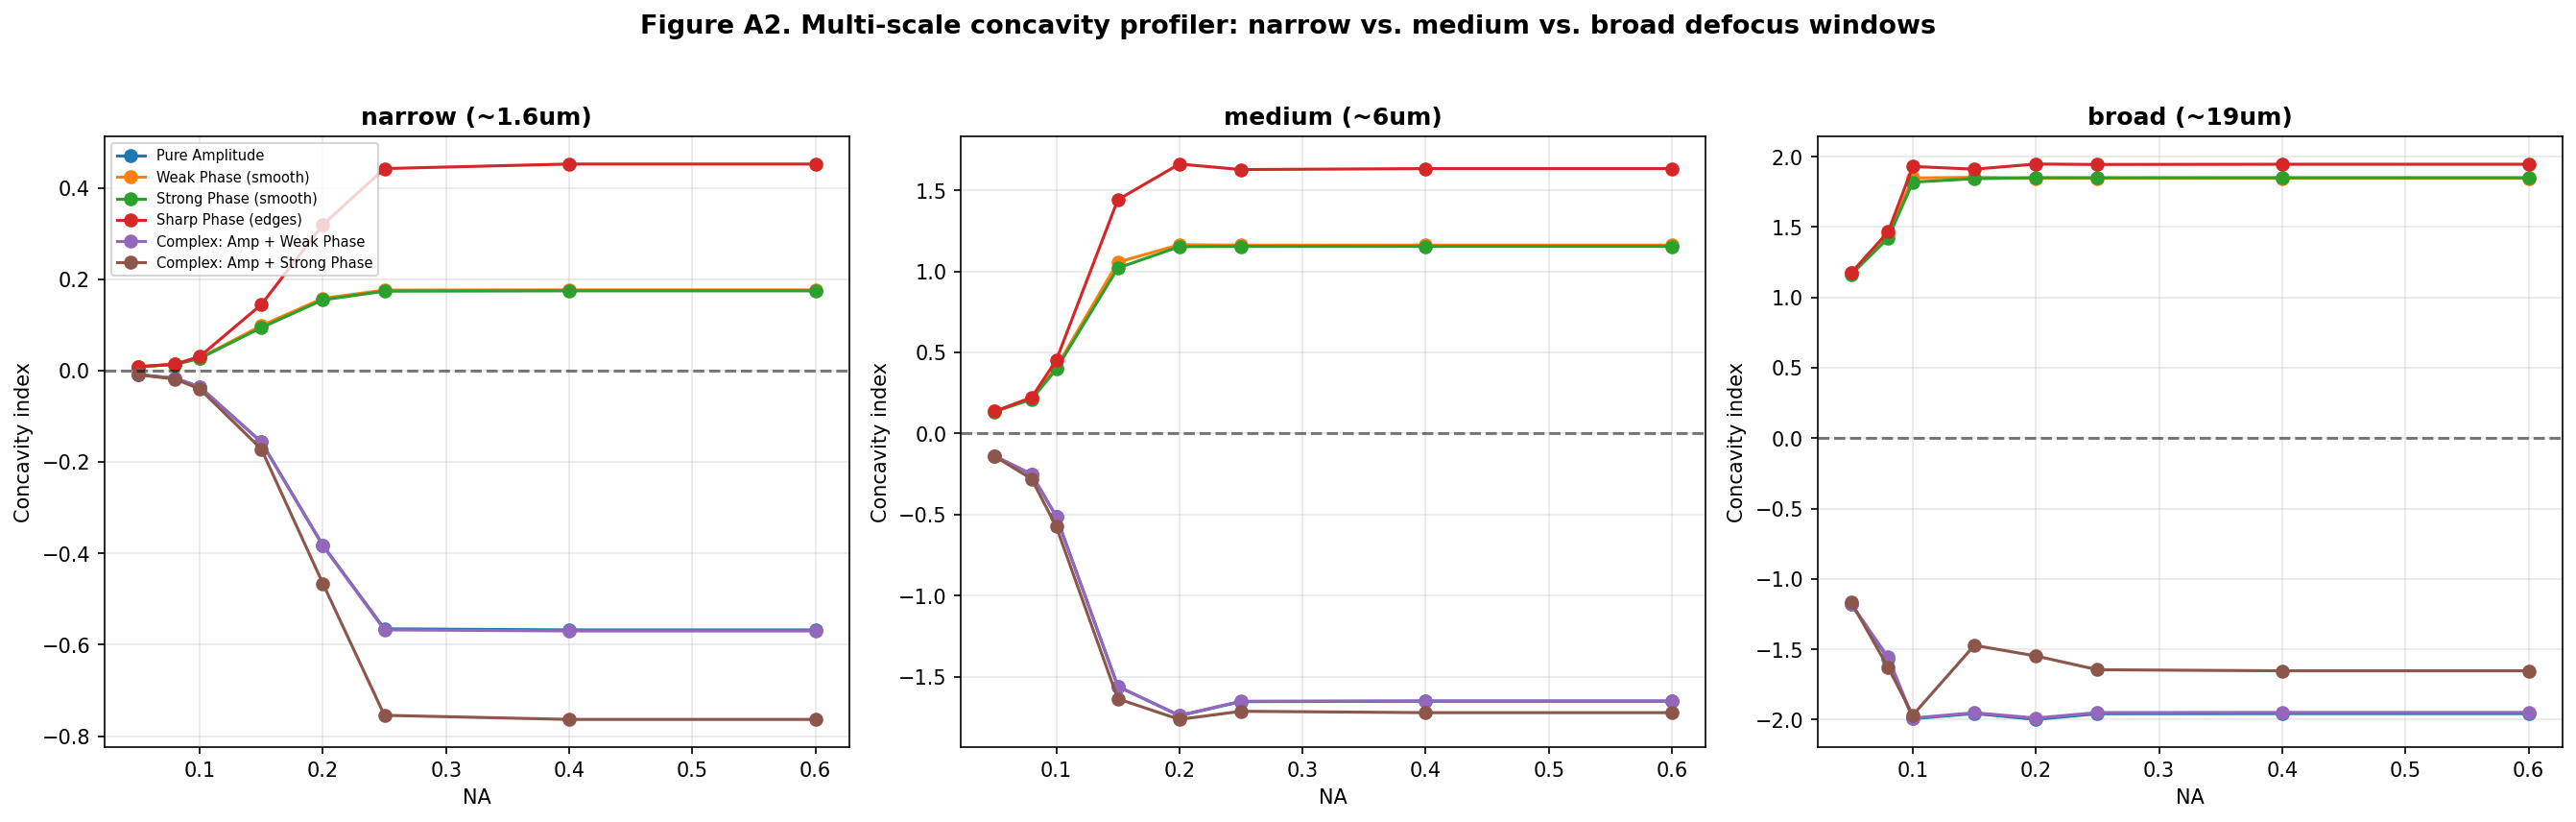 Figure A2. Multi-scale concavity profiler: narrow vs. medium vs. broad defocus windows
narrow (~1.6um)
Concavity index
0.4
0.2
0.0
−0.2
−0.4
−0.6
−0.8
Pure Amplitude
Weak Phase (smooth)
Strong Phase (smooth)
Sharp Phase (edges)
Complex: Amp + Weak Phase
Complex: Amp + Strong Phase
0.1 0.2 0.3 0.4 0.5 0.6
NA
medium (~6um)
Concavity index
1.5
1.0
0.5
0.0
−0.5
−1.0
−1.5
0.1 0.2 0.3 0.4 0.5 0.6
NA
broad (~19um)
Concavity index
2.0
1.5
1.0
0.5
0.0
−0.5
−1.0
−1.5
−2.0
0.1 0.2 0.3 0.4 0.5 0.6
NA